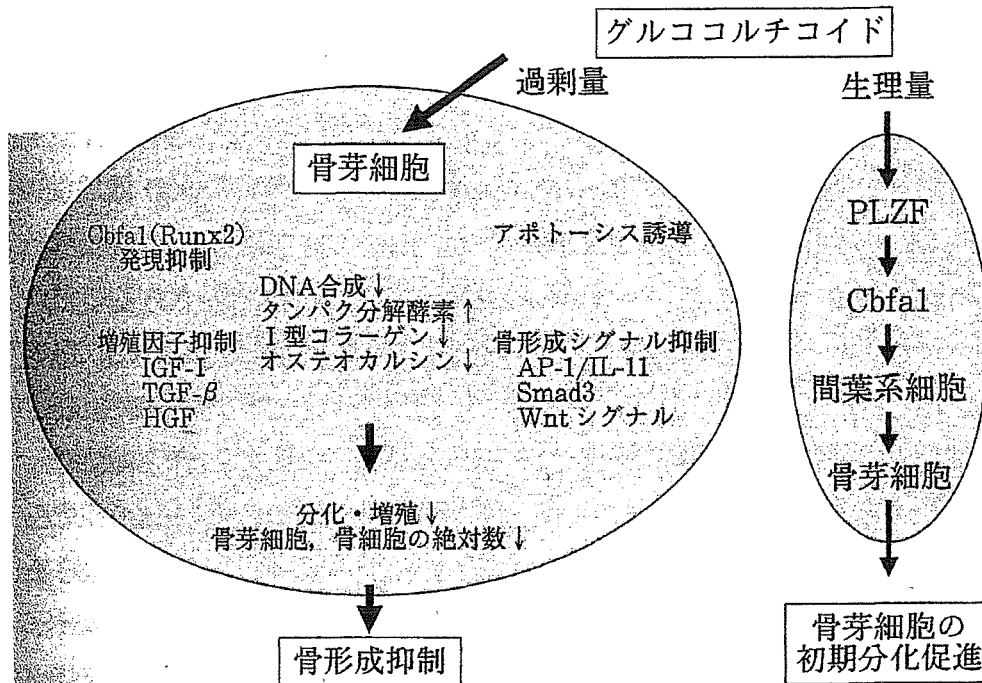 グルココルチコイド
過剰量
生理量
骨芽細胞
Cbfa1(Runx2)
発現抑制
アポトーシス誘導
DNA合成↓
タンパク分解酵素↑
Ⅰ型コラーゲン↓
オステオカルシン↓
増殖因子抑制
IGF-I
TGF-β
HGF
骨形成シグナル抑制
AP-1/IL-11
Smad3
Wntシグナル
分化・増殖↓
骨芽細胞，骨細胞の絶対数↓
骨形成抑制
PLZF
Cbfa1
間葉系細胞
骨芽細胞
骨芽細胞の
初期分化促進